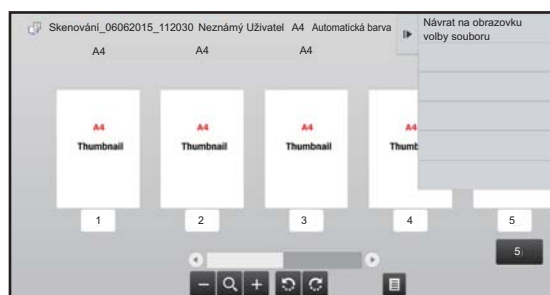 Skenování_06062015_112030 Neznámý Uživatel A4 Automatická barva
Návrat na obrazovku
volby souboru
A4 A4 A4
A4 A4 A4 A4
Thumbnail Thumbnail Thumbnail Thumb
1 2 3 4 5
5